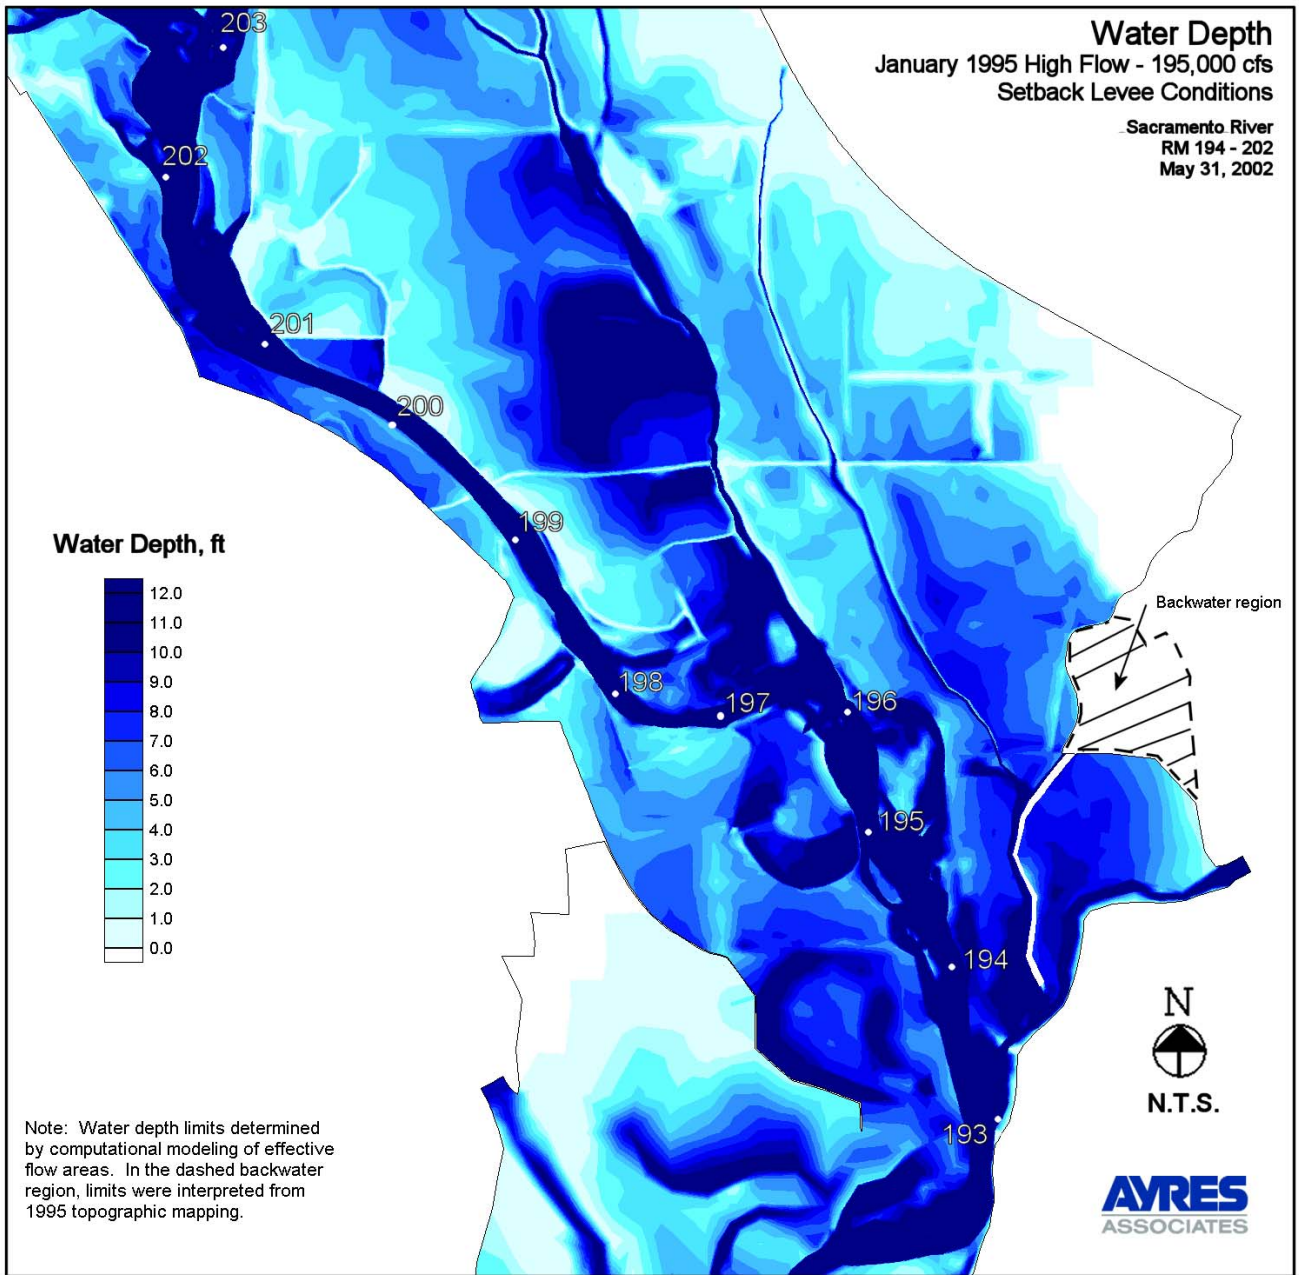 Water Depth
January 1995 High Flow - 195,000 cfs
Setback Levee Conditions
Sacramento River
RM 194 - 202
May 31, 2002
203
202
201
200
199
198
197
196
195
194
193
Backwater region
Water Depth, ft
12.0
11.0
10.0
9.0
8.0
7.0
6.0
5.0
4.0
3.0
2.0
1.0
0.0
N
N.T.S.
Note: Water depth limits determined
by computational modeling of effective
flow areas. In the dashed backwater
region, limits were interpreted from
1995 topographic mapping.
AYRES
ASSOCIATES